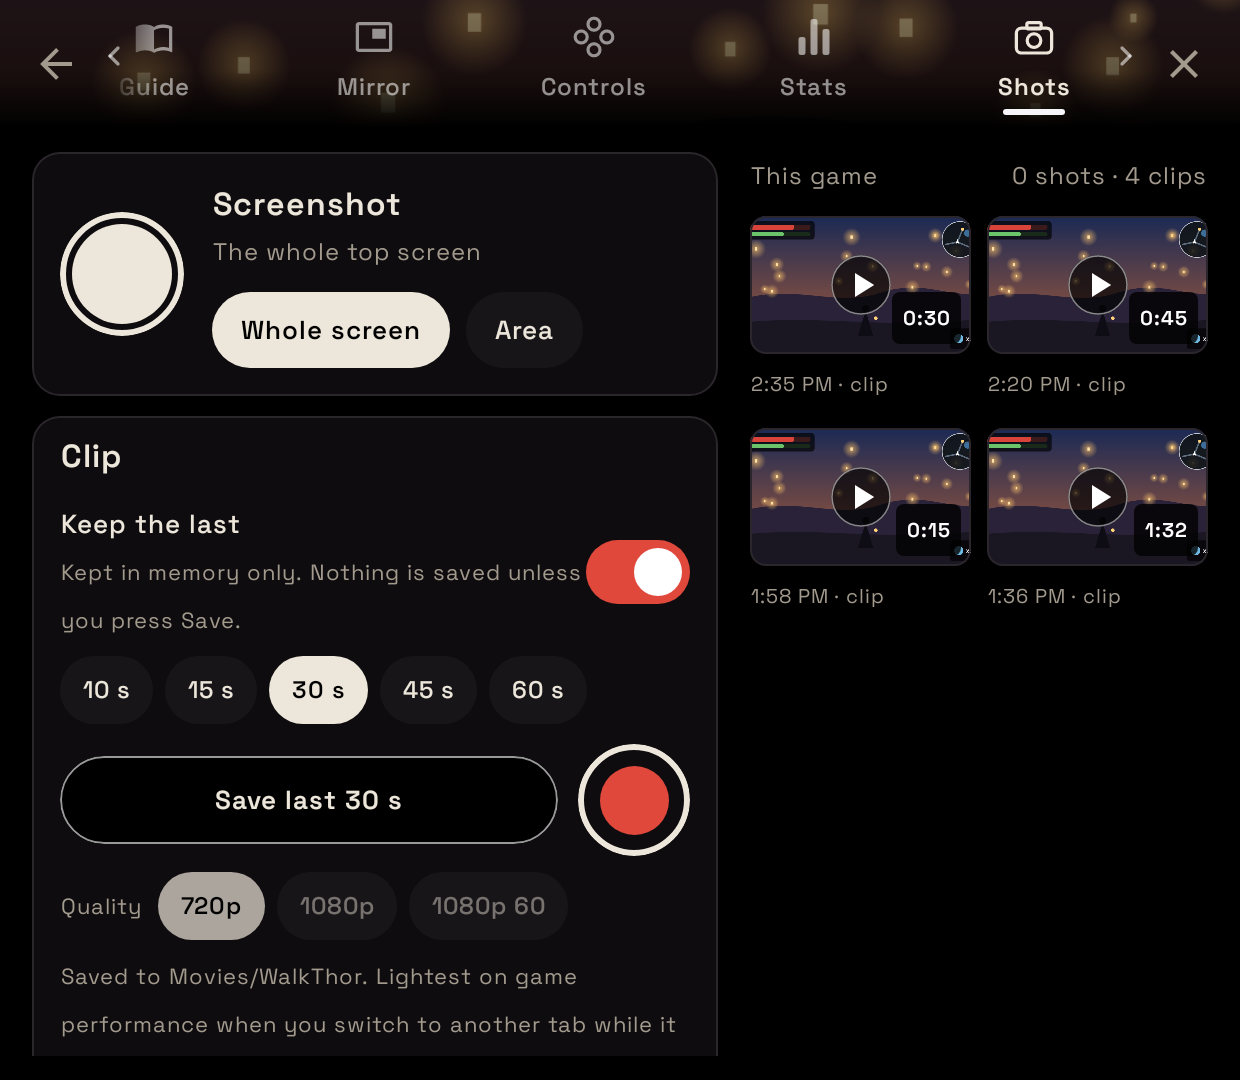 Guide
Mirror
Controls
Stats
Shots
Screenshot
The whole top screen
Whole screen
Area
Clip
Keep the last
Kept in memory only. Nothing is saved unless
you press Save.
10 s
15 s
30 s
45 s
60 s
Save last 30 s
Quality
720p
1080p
1080p 60
Saved to Movies/WalkThor. Lightest on game
performance when you switch to another tab while it
This game
0 shots · 4 clips
0:30
0:45
2:35 PM · clip
2:20 PM · clip
0:15
1:32
1:58 PM · clip
1:36 PM · clip